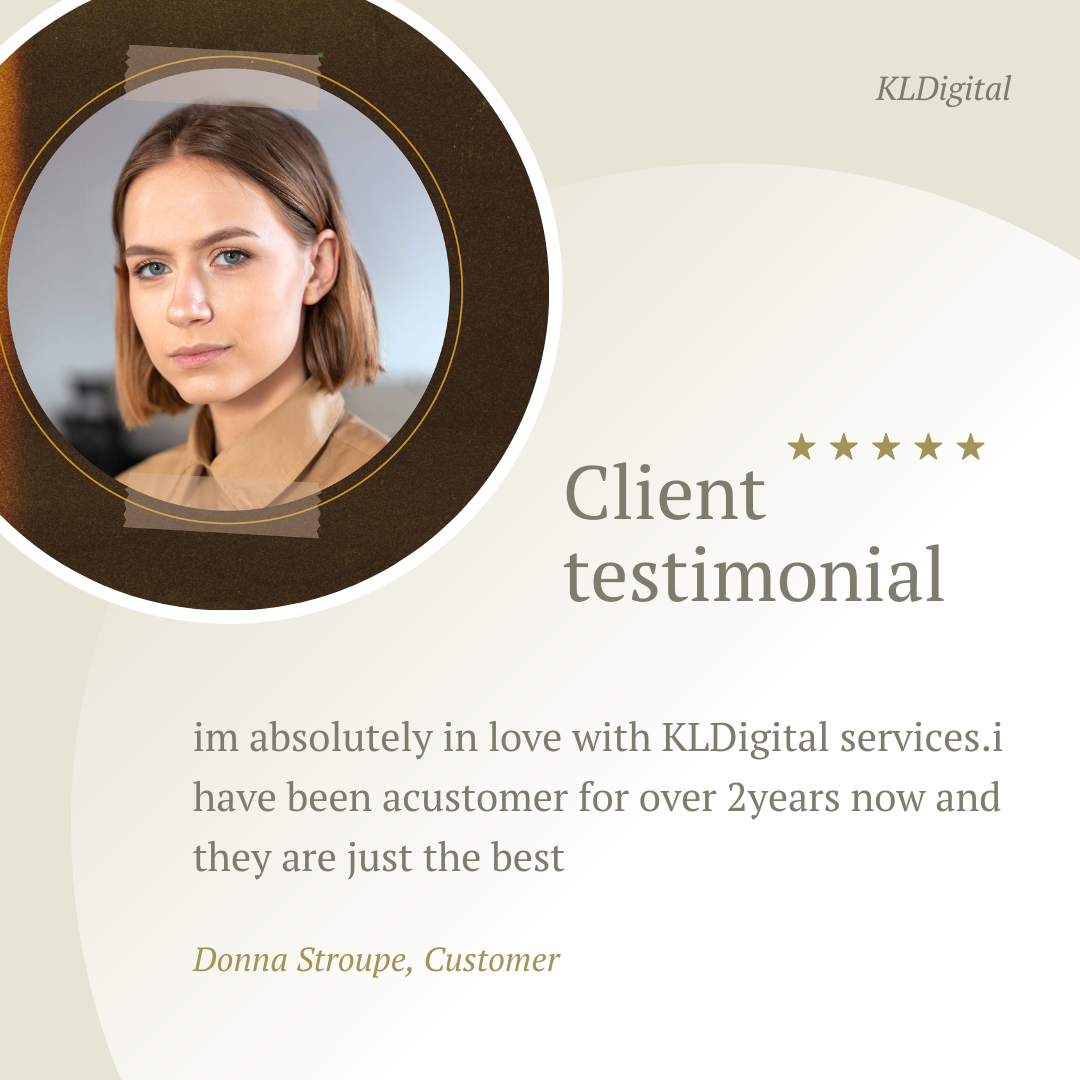 KLDigital
Client
testimonial
im absolutely in love with KLDigital services.i
have been acustomer for over 2years now and
they are just the best
Donna Stroupe, Customer